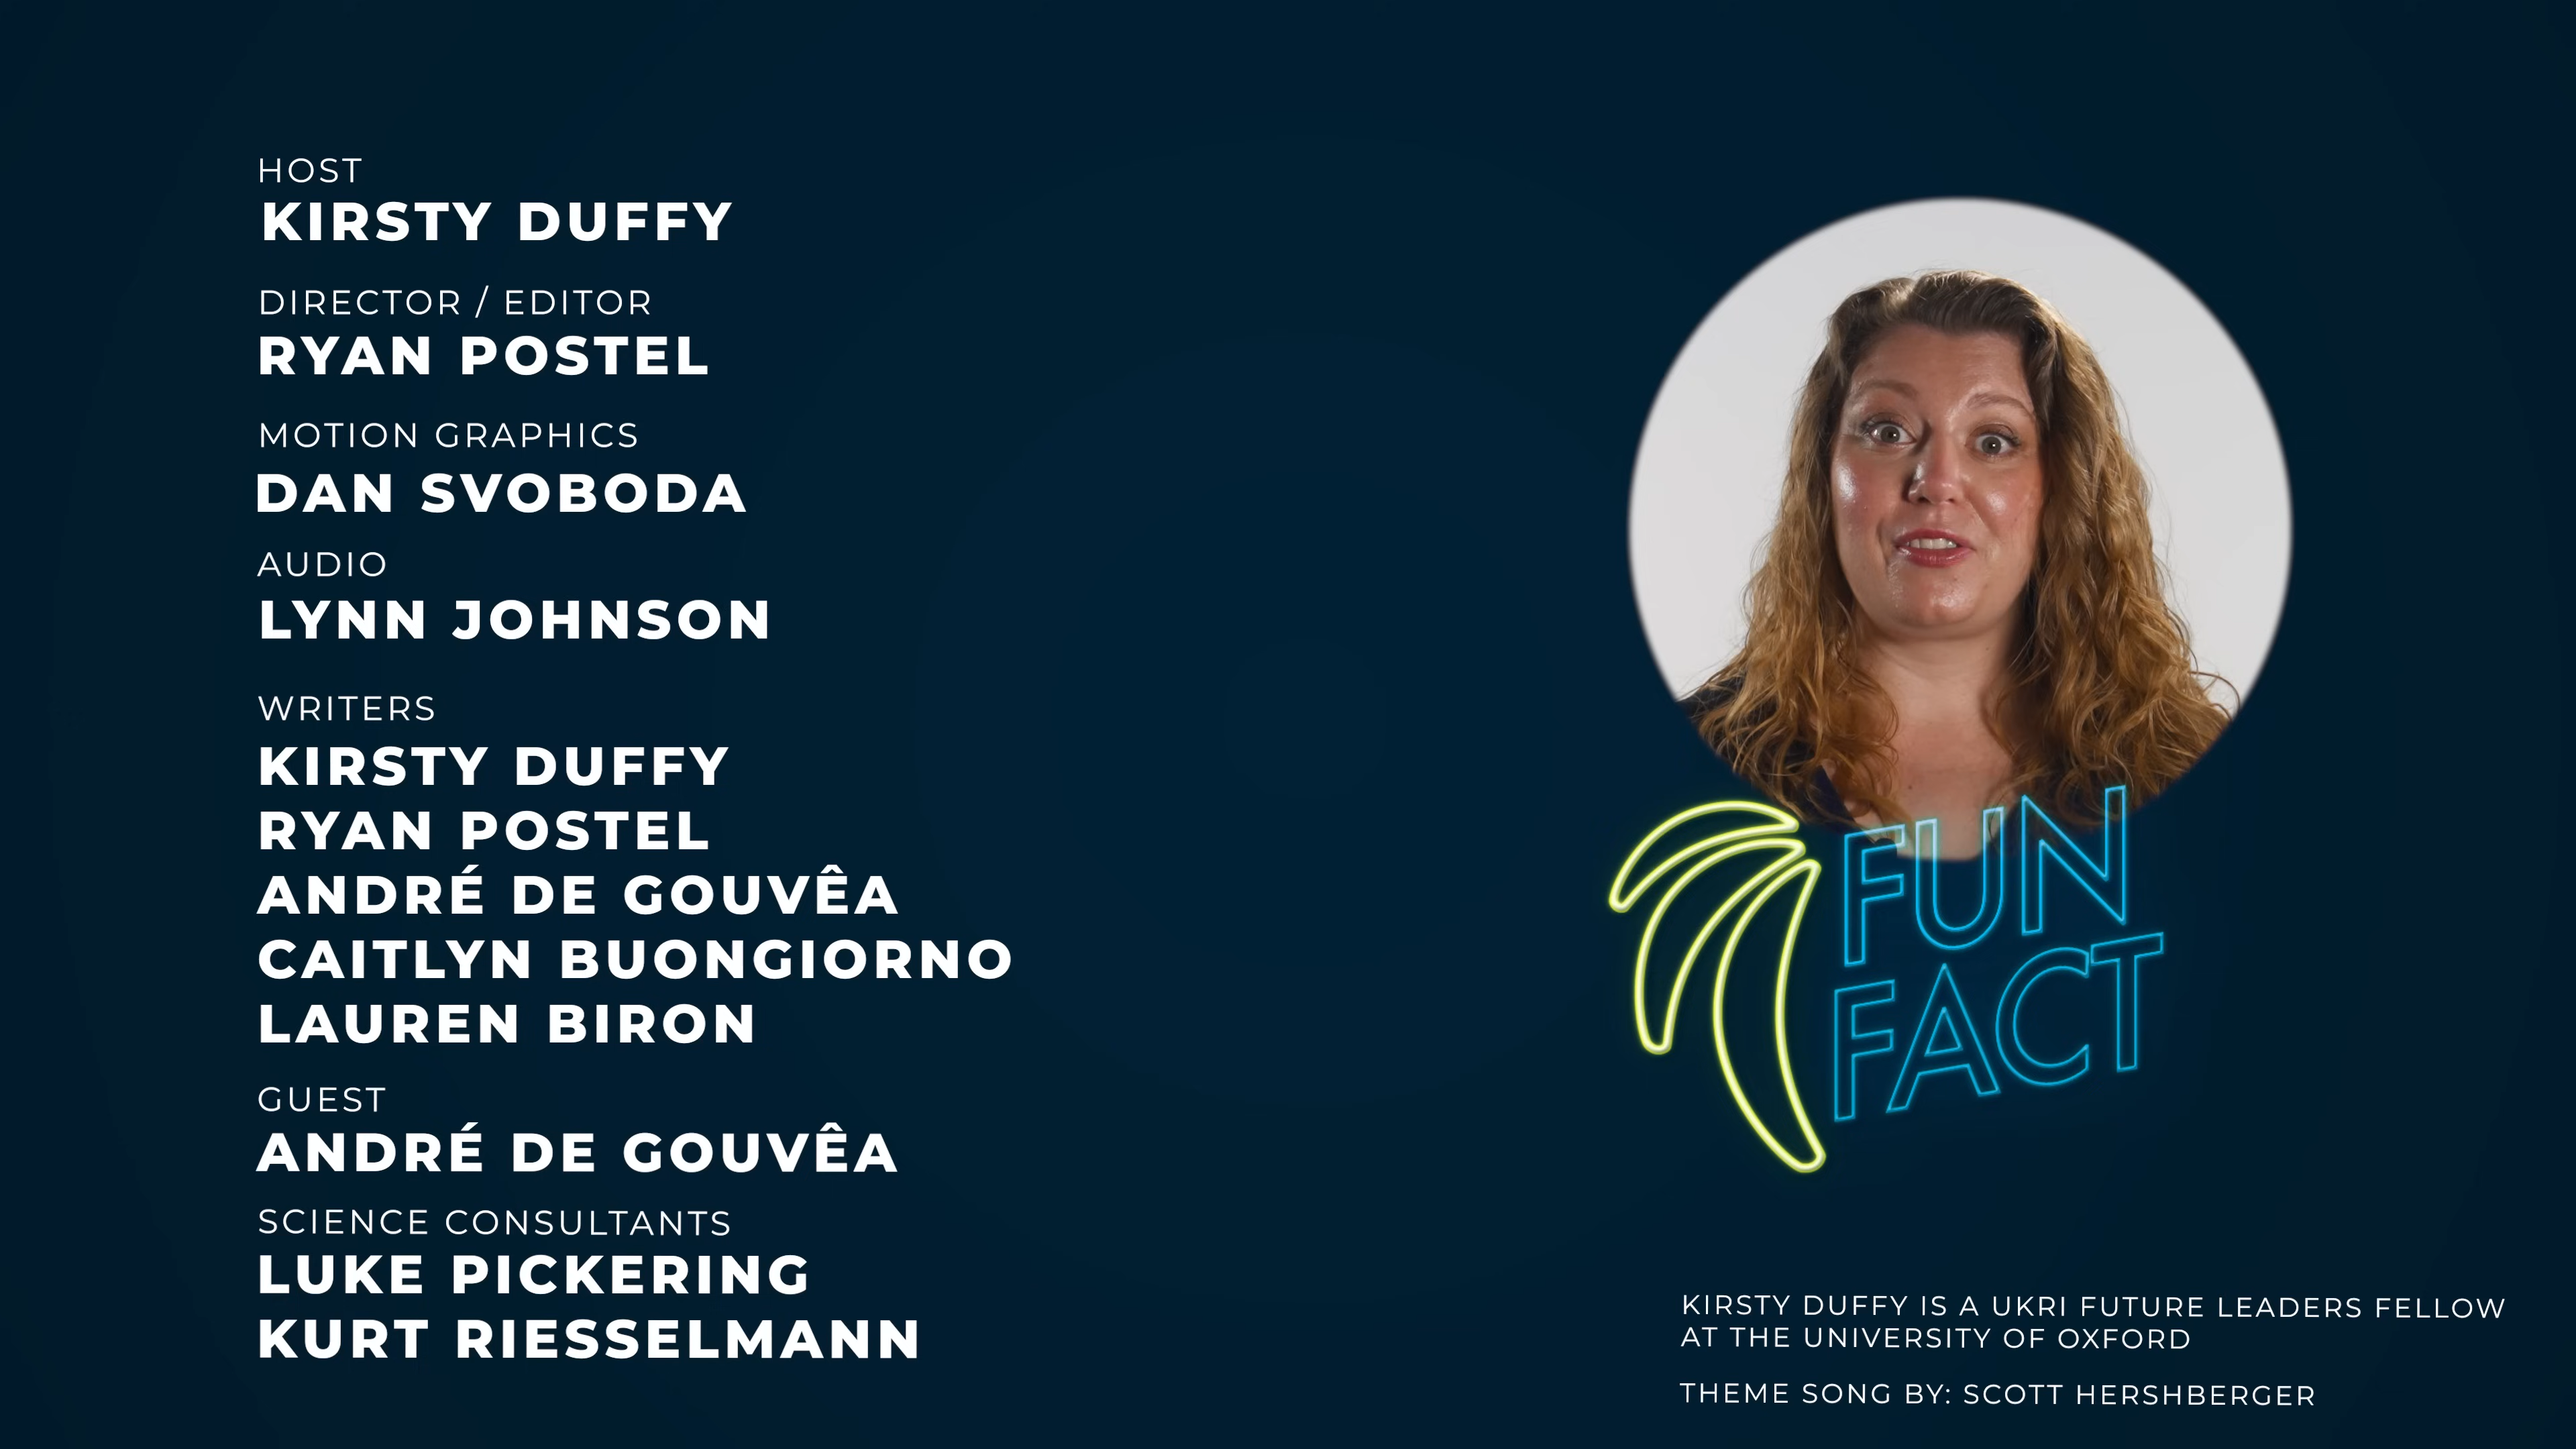 HOST
KIRSTY DUFFY
DIRECTOR / EDITOR
RYAN POSTEL
MOTION GRAPHICS
DAN SVOBODA
AUDIO
LYNN JOHNSON
WRITERS
KIRSTY DUFFY
RYAN POSTEL
ANDRÉ DE GOUVÊA
CAITLYN BUONGIORNO
LAUREN BIRON
GUEST
ANDRÉ DE GOUVÊA
SCIENCE CONSULTANTS
LUKE PICKERING
KURT RIESSELMANN
FUN
FACT
KIRSTY DUFFY IS A UKRI FUTURE LEADERS FELLOW
AT THE UNIVERSITY OF OXFORD
THEME SONG BY: SCOTT HERSHBERGER